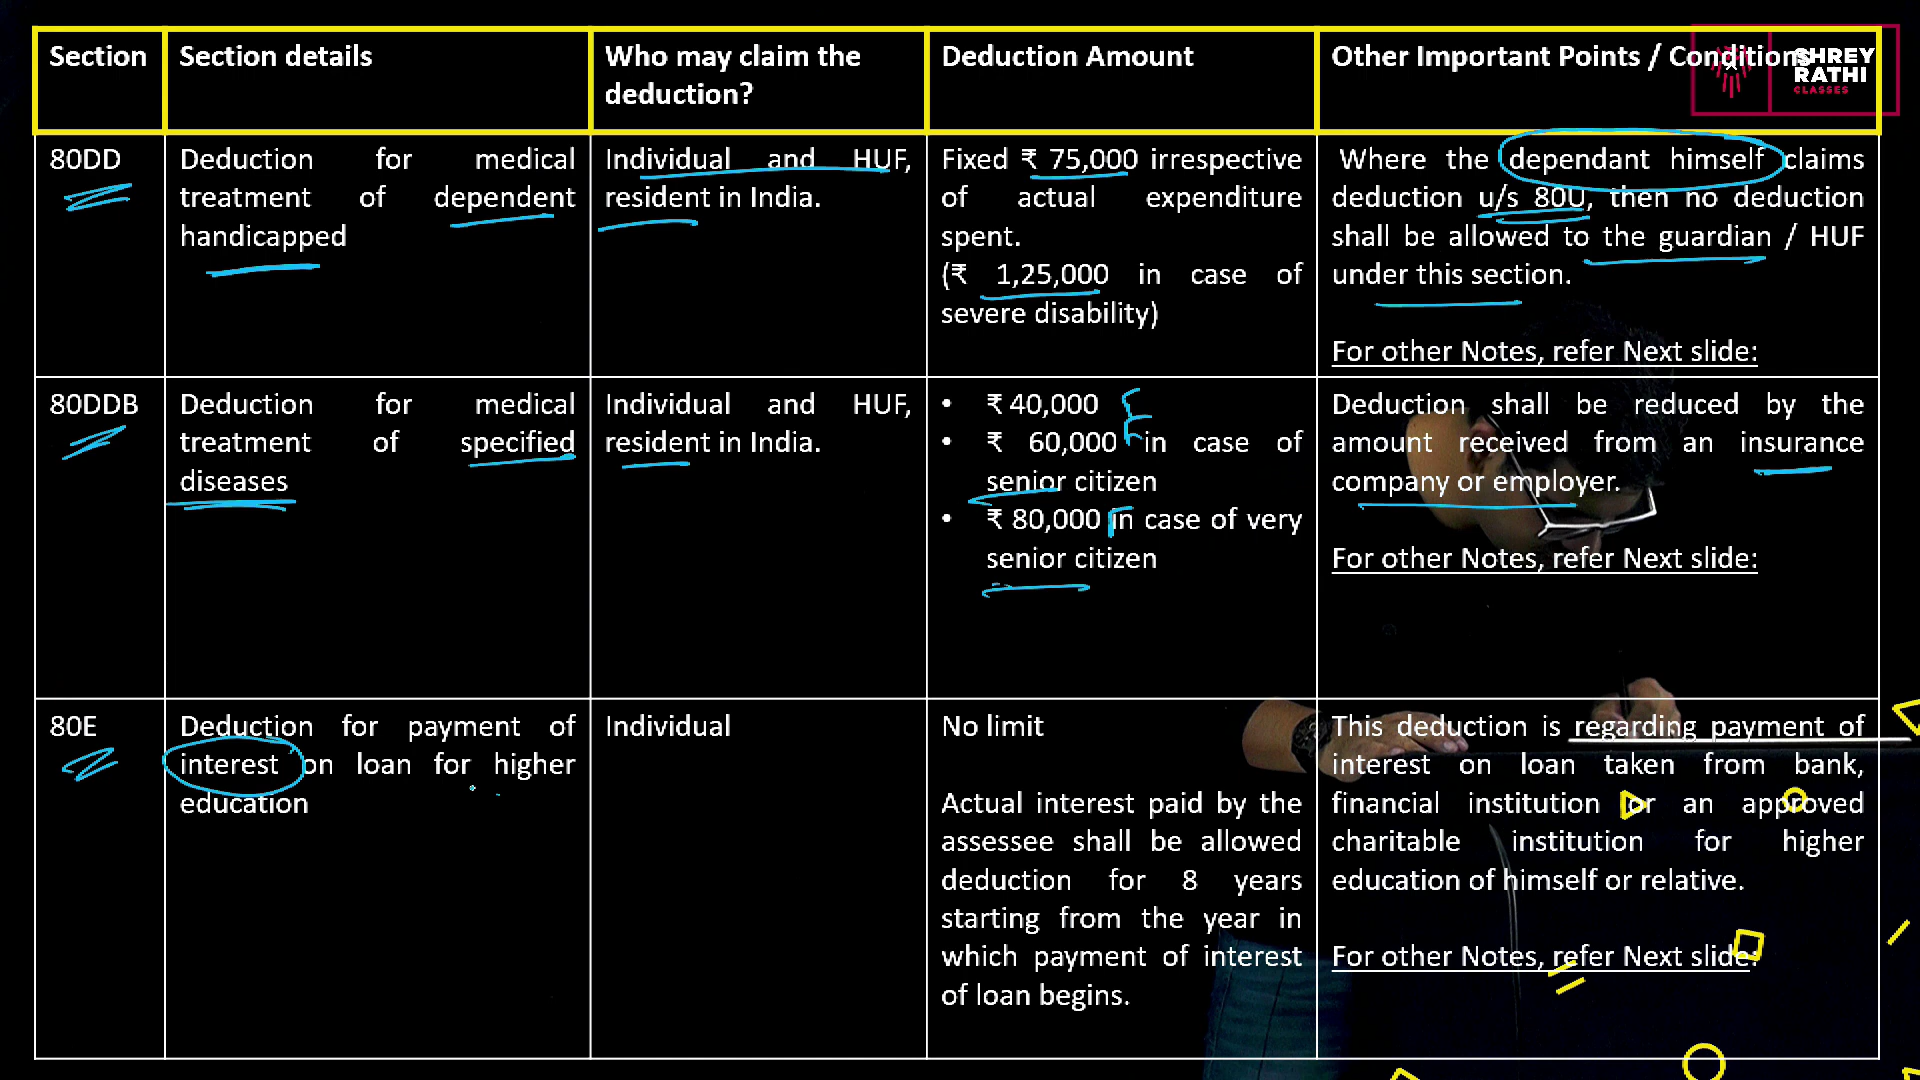 Section
Section details
Who may claim the
deduction?
Deduction Amount
Other Important Points / Conditions
SHREY
RATHI
CLASSES
80DD
Deduction for medical
treatment of dependent
handicapped
Individual and HUF,
resident in India.
Fixed ₹ 75,000 irrespective
of actual expenditure
spent.
(₹ 1,25,000 in case of
severe disability)
Where the dependant himself claims
deduction u/s 80U, then no deduction
shall be allowed to the guardian / HUF
under this section.
For other Notes, refer Next slide:
80DDB
Deduction for medical
treatment of specified
diseases
Individual and HUF,
resident in India.
• ₹ 40,000
• ₹ 60,000 in case of
senior citizen
• ₹ 80,000 in case of very
senior citizen
Deduction shall be reduced by the
amount received from an insurance
company or employer.
For other Notes, refer Next slide:
80E
Deduction for payment of
interest on loan for higher
education
Individual
No limit
Actual interest paid by the
assessee shall be allowed
deduction for 8 years
starting from the year in
which payment of interest
of loan begins.
This deduction is regarding payment of
interest on loan taken from bank,
financial institution or an approved
charitable institution for higher
education of himself or relative.
For other Notes, refer Next slide: